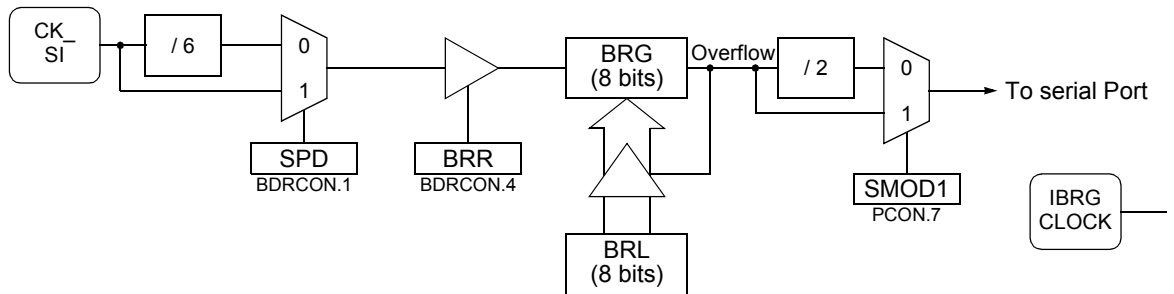 CK_
SI
/ 6
0
1
SPD
BDRCON.1
BRR
BDRCON.4
BRG
(8 bits)
Overflow
BRL
(8 bits)
/ 2
0
1
SMOD1
PCON.7
To serial Port
IBRG
CLOCK